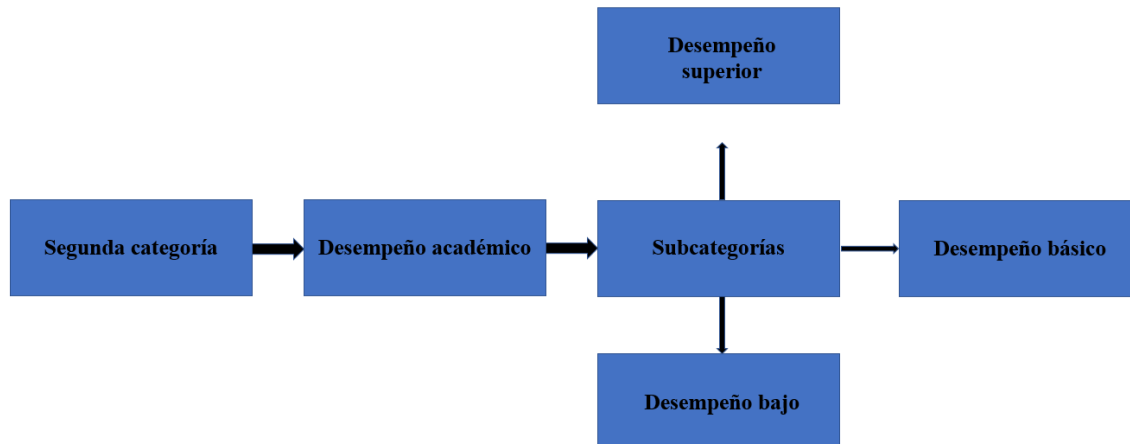 Desempeño
superior
Segunda categoría
Desempeño académico
Subcategorías
Desempeño básico
Desempeño bajo